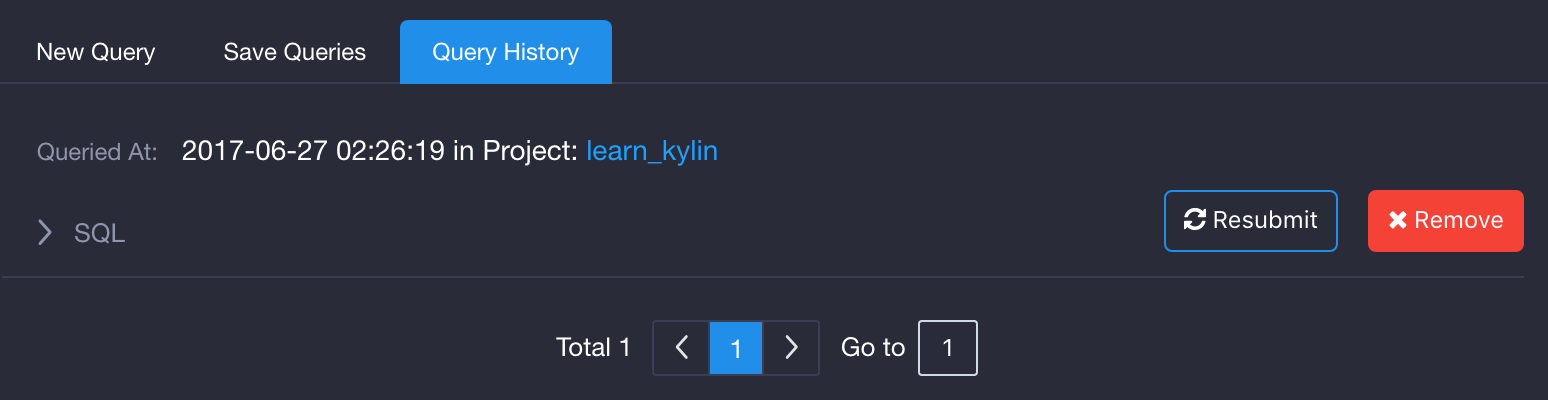 New Query Save Queries Query History
Queried At: 2017-06-27 02:26:19 in Project: learn_kylin
SQL Resubmit Remove
Total 1 1 Go to 1